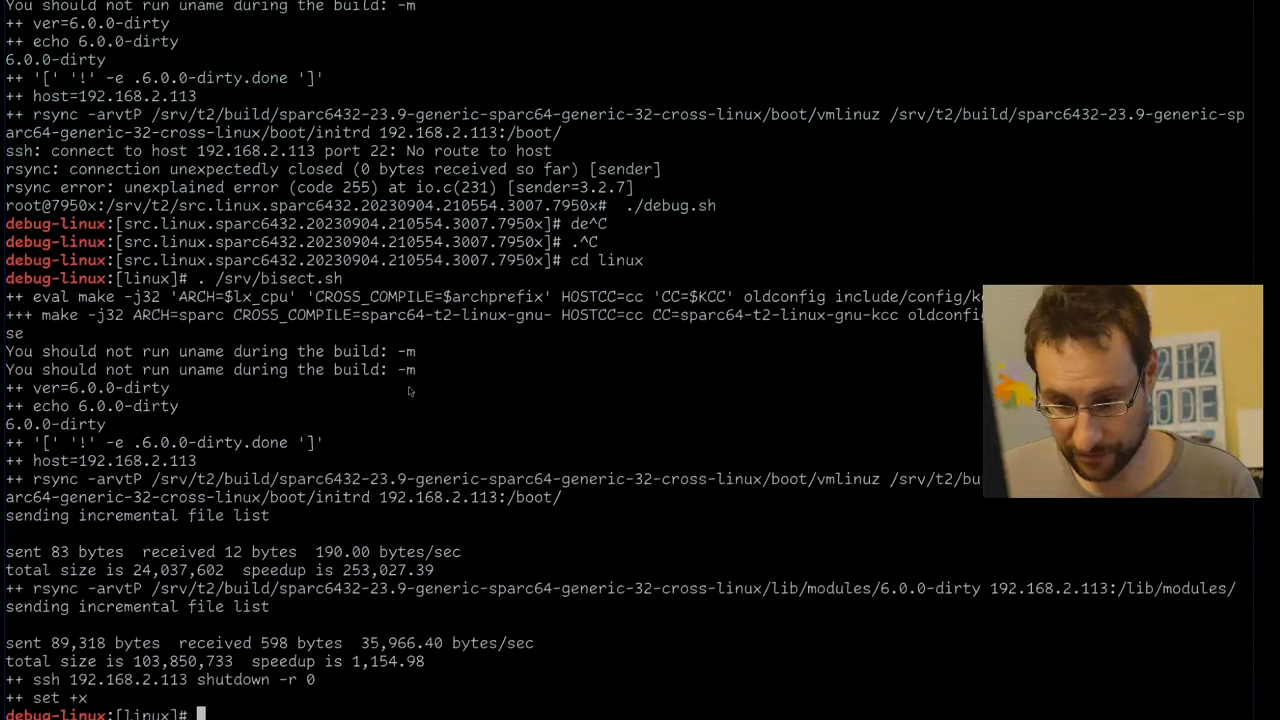 You should not run uname during the build: -m
++ ver=6.0.0-dirty
++ echo 6.0.0-dirty
6.0.0-dirty
++ '[' '!' -e .6.0.0-dirty.done ']'
++ host=192.168.2.113
++ rsync -arvtP /srv/t2/build/sparc6432-23.9-generic-sparc64-generic-32-cross-linux/boot/vmlinuz /srv/t2/build/sparc6432-23.9-generic-sp
arc64-generic-32-cross-linux/boot/initrd 192.168.2.113:/boot/
ssh: connect to host 192.168.2.113 port 22: No route to host
rsync: connection unexpectedly closed (0 bytes received so far) [sender]
rsync error: unexplained error (code 255) at io.c(231) [sender=3.2.7]
root@7950x:/srv/t2/src.linux.sparc6432.20230904.210554.3007.7950x# ./debug.sh
debug-linux:[src.linux.sparc6432.20230904.210554.3007.7950x]# de^C
debug-linux:[src.linux.sparc6432.20230904.210554.3007.7950x]# .^C
debug-linux:[src.linux.sparc6432.20230904.210554.3007.7950x]# cd linux
debug-linux:[linux]# . /srv/bisect.sh
++ eval make -j32 'ARCH=$lx_cpu' 'CROSS_COMPILE=$archprefix' HOSTCC=cc 'CC=$KCC' oldconfig
+++ make -j32 ARCH=sparc CROSS_COMPILE=sparc64-t2-linux-gnu- HOSTCC=cc CC=sparc64-t2-linux-gnu-kcc
se
You should not run uname during the build: -m
You should not run uname during the build: -m
++ ver=6.0.0-dirty
++ echo 6.0.0-dirty
6.0.0-dirty
++ '[' '!' -e .6.0.0-dirty.done ']'
++ host=192.168.2.113
++ rsync -arvtP /srv/t2/build/sparc6432-23.9-generic-sparc64-generic-32-cross-linux/boot/vmlinuz
arc64-generic-32-cross-linux/boot/initrd 192.168.2.113:/boot/
sending incremental file list
sent 83 bytes received 12 bytes 190.00 bytes/sec
total size is 24,037,602 speedup is 253,027.39
++ rsync -arvtP /srv/t2/build/sparc6432-23.9-generic-sparc64-generic-32-cross-linux/lib/modules/6.0.0-dirty 192.168.2.113:/lib/modules/
sending incremental file list
sent 89,318 bytes received 598 bytes 35,966.40 bytes/sec
total size is 103,850,733 speedup is 1,154.98
++ ssh 192.168.2.113 shutdown -r 0
++ set +x
debug-linux:[linux]#